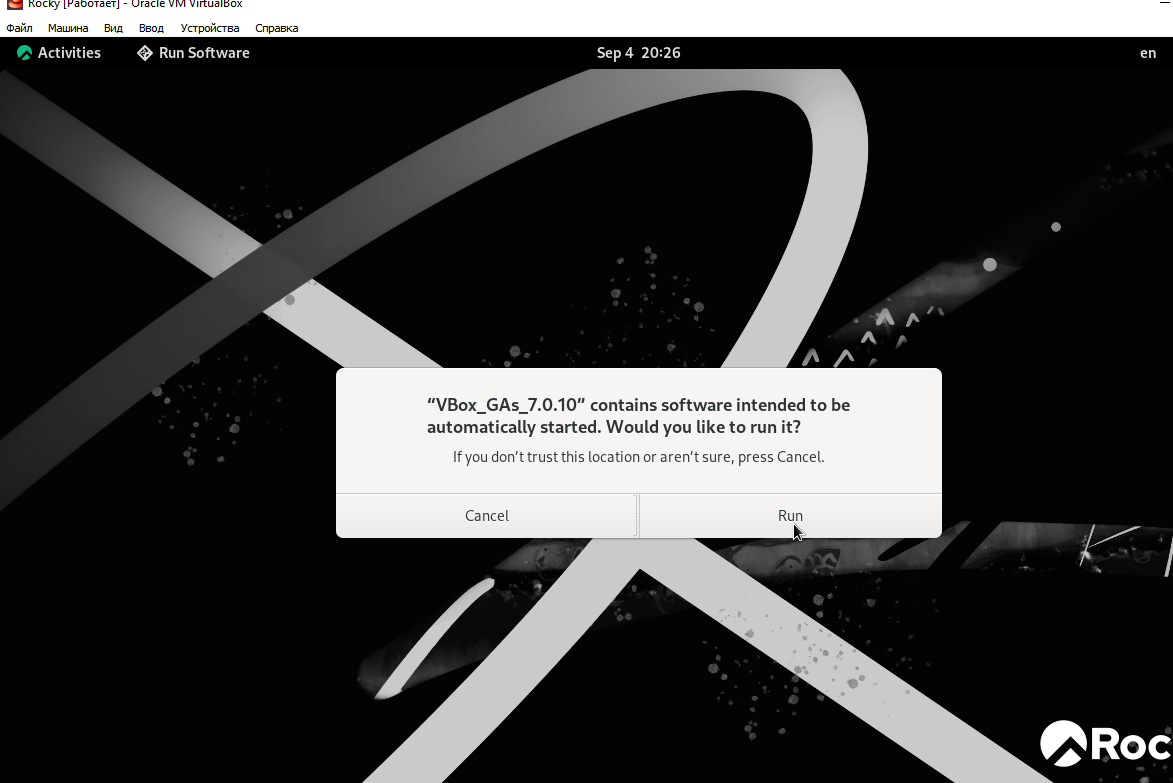 Rocky [Работает] - Oracle VM VirtualBox
Файл Машина Вид Ввод Устройства Справка
Activities Run Software Sep 4 20:26 en
“VBox_GAs_7.0.10” contains software intended to be
automatically started. Would you like to run it?
If you don’t trust this location or aren’t sure, press Cancel.
Cancel Run
Roc